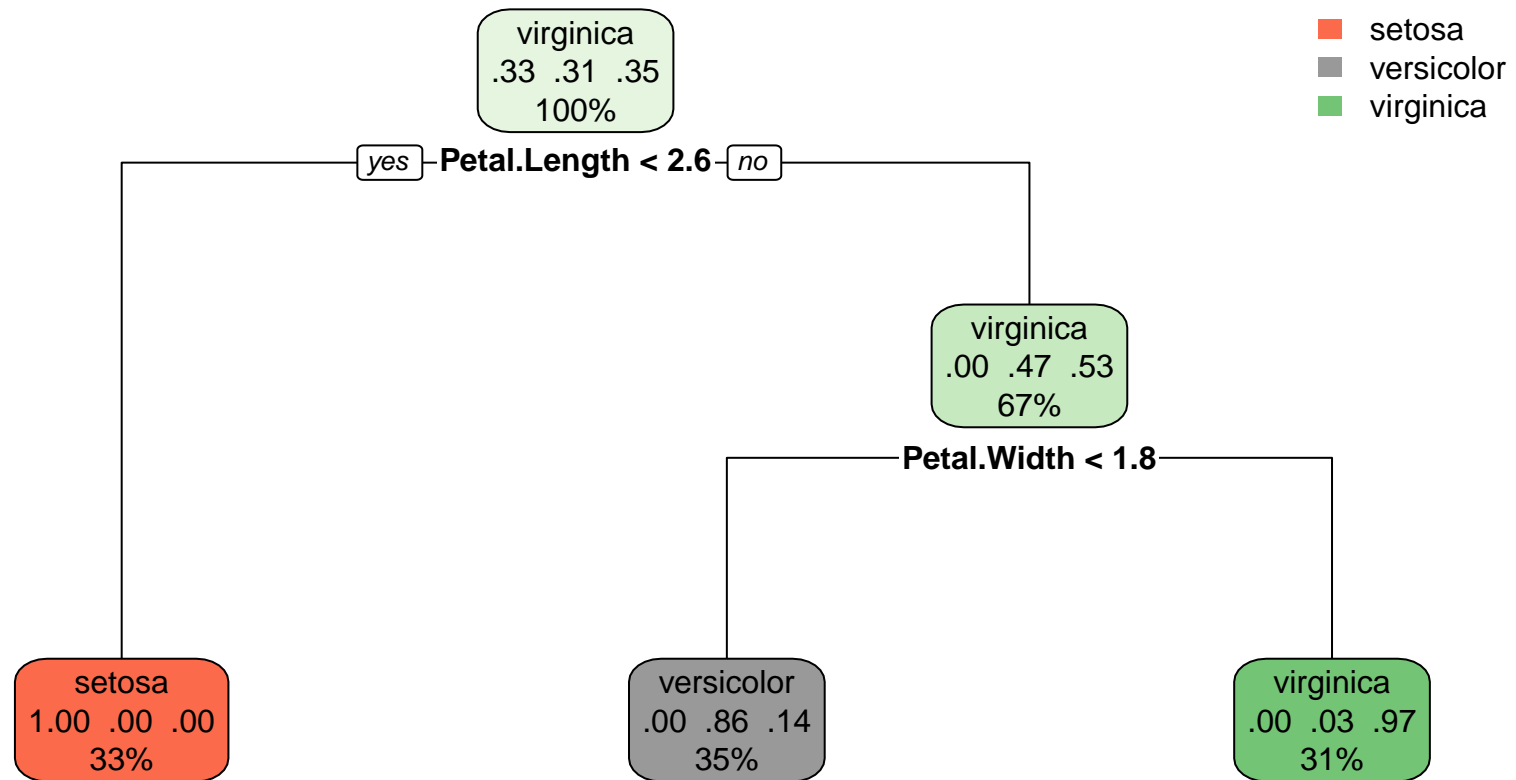 virginica
.33 .31 .35
100%
setosa
versicolor
virginica
yes Petal.Length < 2.6 no
virginica
.00 .47 .53
67%
Petal.Width < 1.8
setosa
1.00 .00 .00
33%
versicolor
.00 .86 .14
35%
virginica
.00 .03 .97
31%